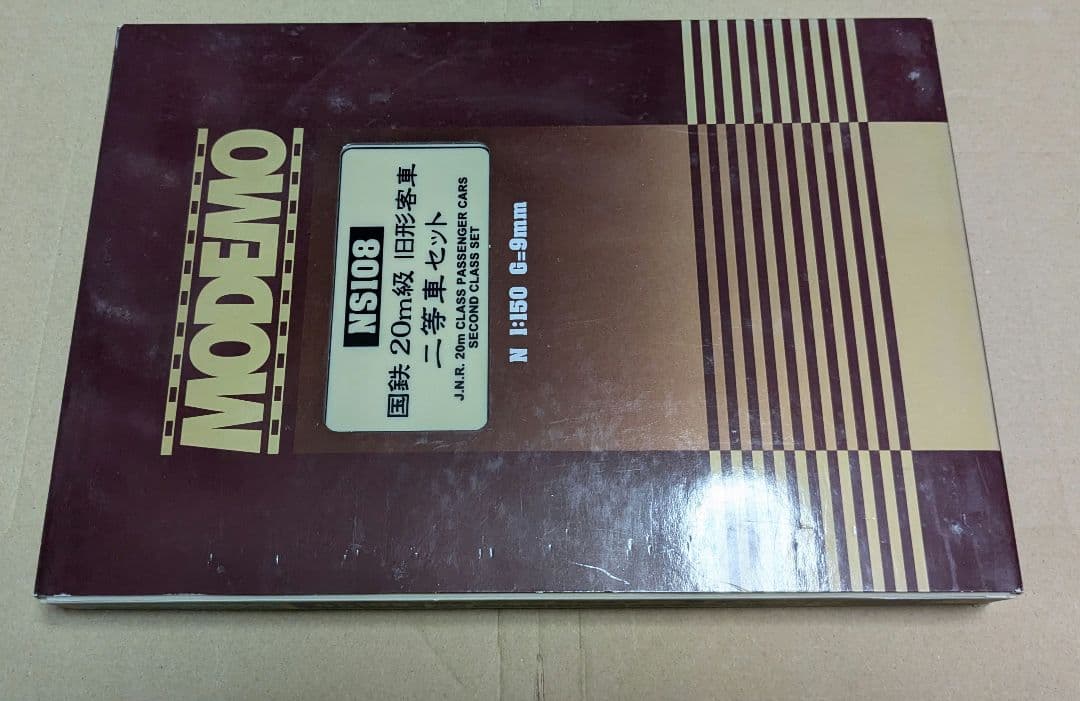 MODEMO
NS108
国鉄 20m級 旧形客車
二等車 セット
J.N.R. 20m CLASS PASSENGER CARS
SECOND CLASS SET
N 1:150 G=9mm